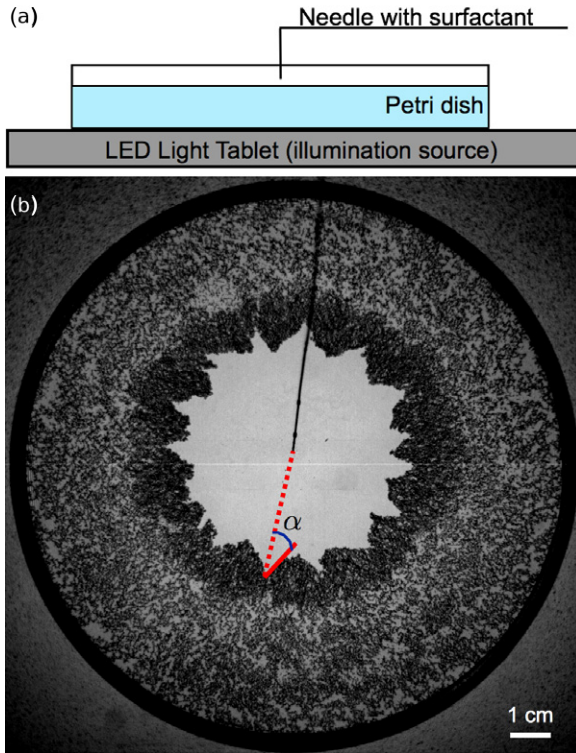 (a)
Needle with surfactant
Petri dish
LED Light Tablet (illumination source)
(b)
α
1 cm